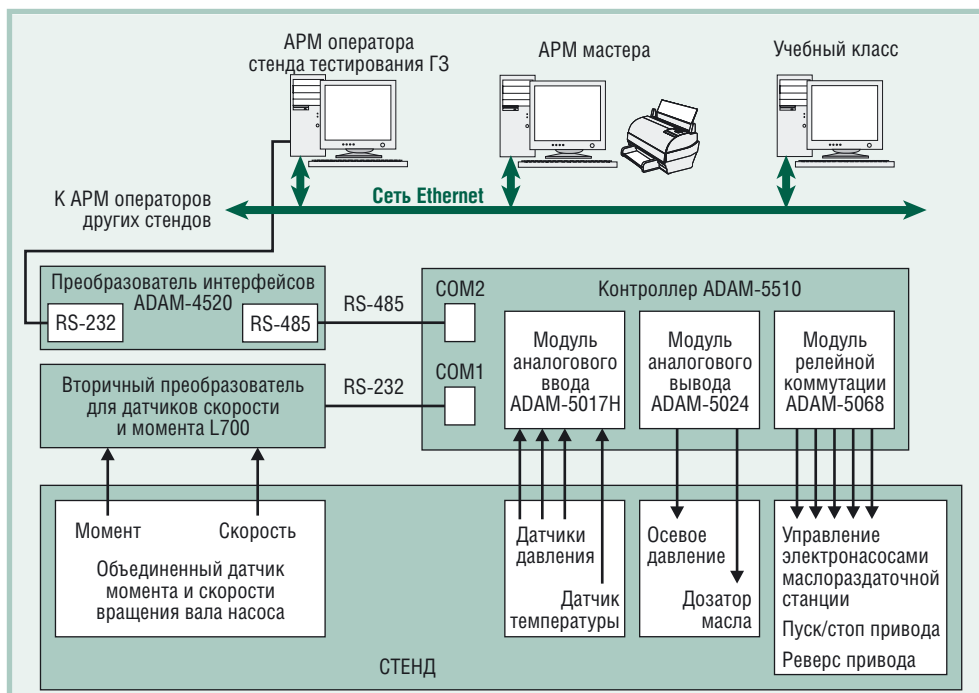 АРМ оператора
стенда тестирования ГЗ
АРМ мастера
Учебный класс
К АРМ операторов
других стендов
Сеть Ethernet
Преобразователь интерфейсов
ADAM-4520
RS-232
RS-485
RS-485
COM2
Контроллер ADAM-5510
Модуль
аналогового
ввода
ADAM-5017H
Модуль
аналогового
вывода
ADAM-5024
Модуль
релейной
коммутации
ADAM-5068
Вторичный преобразователь
для датчиков скорости
и момента L700
RS-232
COM1
Момент
Скорость
Объединенный датчик
момента и скорости
вращения вала насоса
Датчики
давления
Датчик
температуры
Осевое
давление
Дозатор
масла
Управление
электронасосами
маслораздаточной
станции
Пуск/стоп привода
Реверс привода
СТЕНД